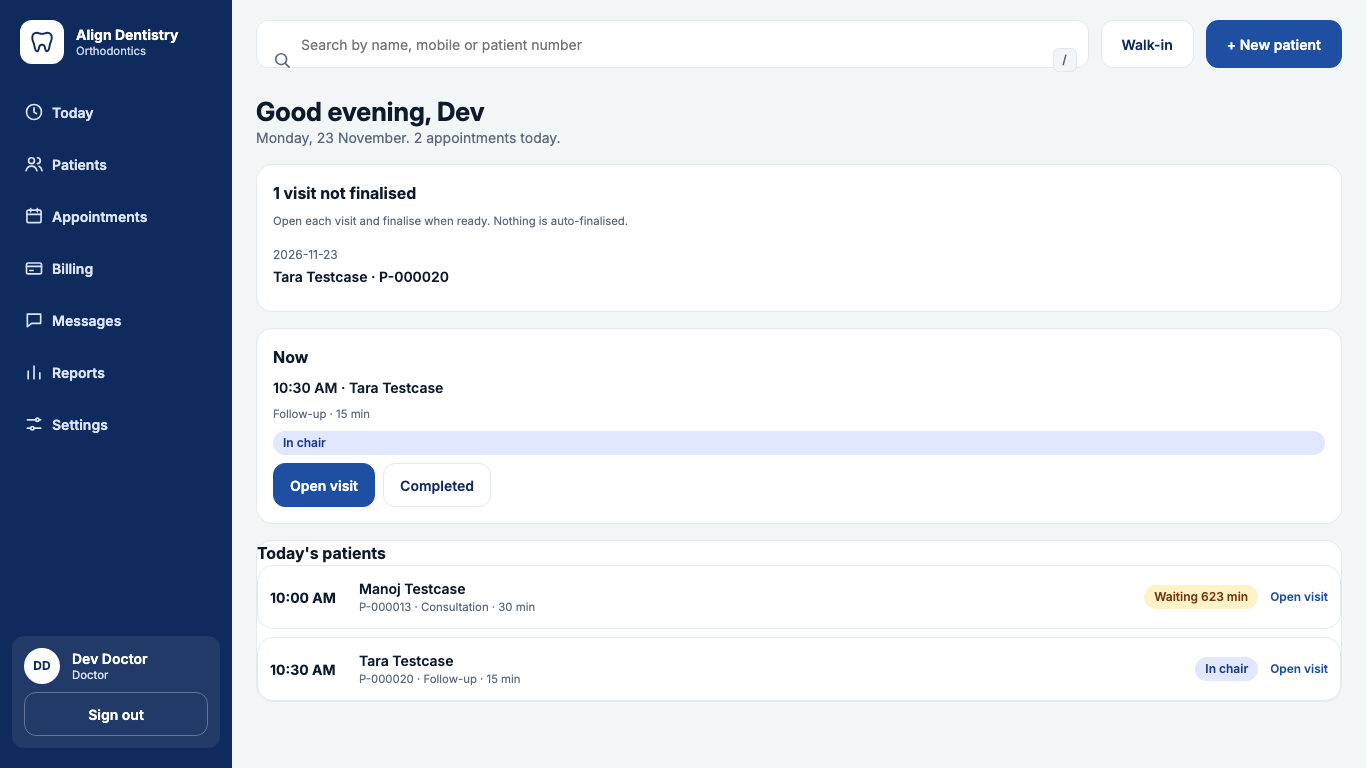 Align Dentistry
Orthodontics
Today
Patients
Appointments
Billing
Messages
Reports
Settings
DD
Dev Doctor
Doctor
Sign out
Search by name, mobile or patient number
/
Walk-in
+ New patient
Good evening, Dev
Monday, 23 November. 2 appointments today.
1 visit not finalised
Open each visit and finalise when ready. Nothing is auto-finalised.
2026-11-23
Tara Testcase · P-000020
Now
10:30 AM · Tara Testcase
Follow-up · 15 min
In chair
Open visit
Completed
Today's patients
10:00 AM
Manoj Testcase
P-000013 · Consultation · 30 min
Waiting 623 min
Open visit
10:30 AM
Tara Testcase
P-000020 · Follow-up · 15 min
In chair
Open visit